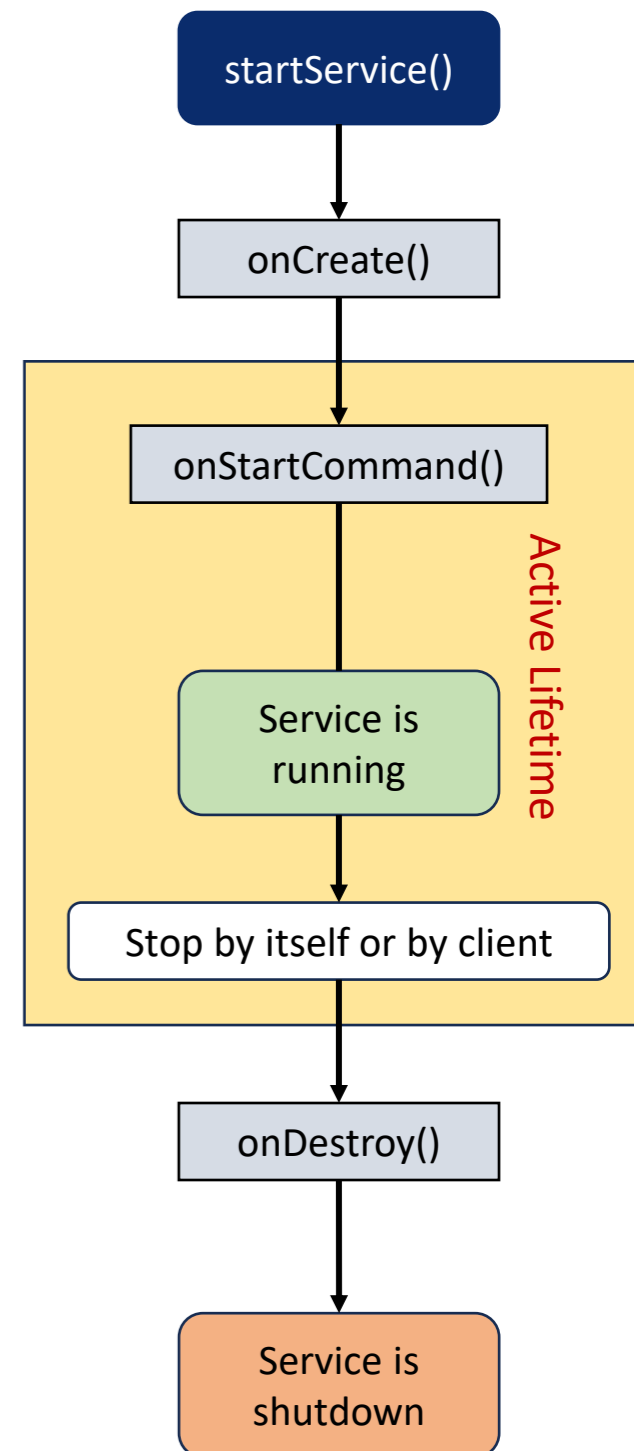 startService()
onCreate()
onStartCommand()
Active Lifetime
Service is
running
Stop by itself or by client
onDestroy()
Service is
shutdown